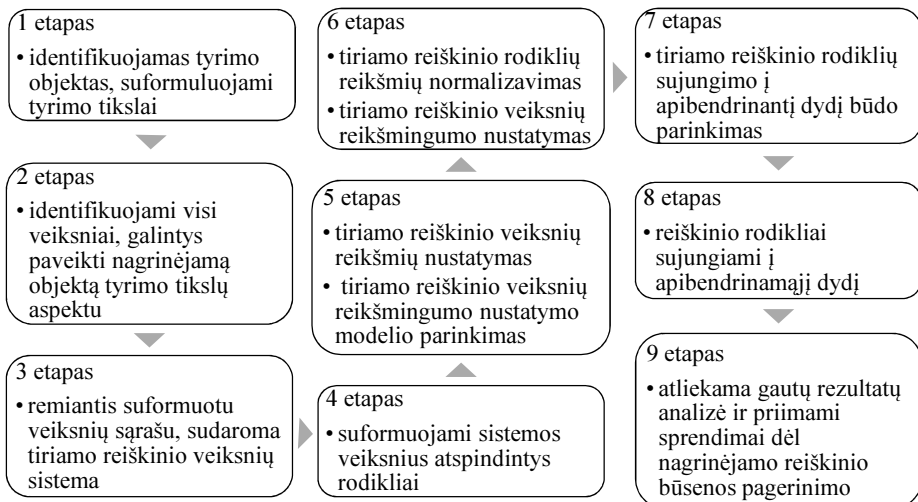 1 etapas
• identifikuojamas tyrimo
objektas, suformuluojami
tyrimo tikslai
2 etapas
• identifikuojami visi
veiksniai, galintys
paveikti nagrinėjamą
objektą tyrimo tikslų
aspektu
3 etapas
• remiantis suformuotu
veiksnių sąrašu, sudaroma
tiriamo reiškinio veiksnių
sistema
4 etapas
• suformuojami sistemos
veiksnius atspindintys
rodikliai
5 etapas
• tiriamo reiškinio veiksnių
reikšmių nustatymas
• tiriamo reiškinio veiksnių
reikšmingumo nustatymo
modelio parinkimas
6 etapas
• tiriamo reiškinio rodiklių
reikšmių normalizavimas
• tiriamo reiškinio veiksnių
reikšmingumo nustatymas
7 etapas
• tiriamo reiškinio rodiklių
sujungimo į
apibendrinantį dydį būdo
parinkimas
8 etapas
• reiškinio rodikliai
sujungiami į
apibendrinamąjį dydį
9 etapas
• atliekama gautų rezultatų
analizė ir priimami
sprendimai dėl
nagrinėjamo reiškinio
būsenos pagerinimo